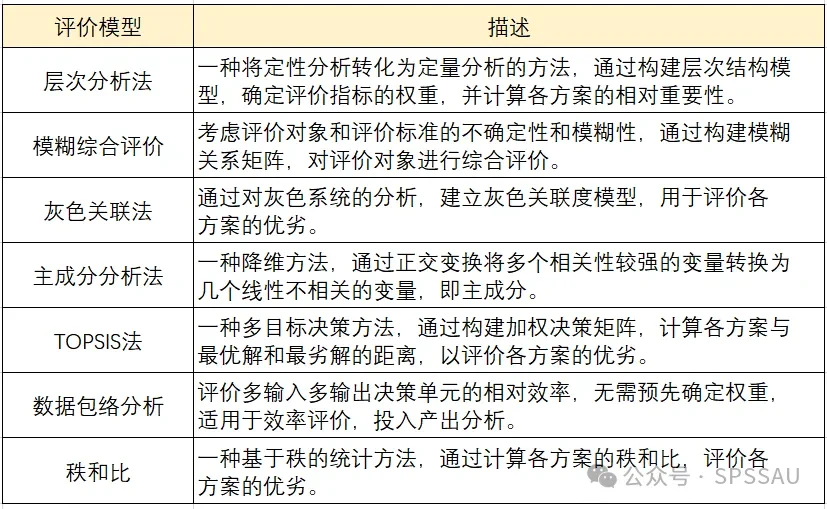 评价模型
描述
层次分析法
一种将定性分析转化为定量分析的方法，通过构建层次结构模
型，确定评价指标的权重，并计算各方案的相对重要性。
模糊综合评价
考虑评价对象和评价标准的不确定性和模糊性，通过构建模糊
关系矩阵，对评价对象进行综合评价。
灰色关联法
通过对灰色系统的分析，建立灰色关联度模型，用于评价各
方案的优劣。
主成分分析法
一种降维方法，通过正交变换将多个相关性较强的变量转换为
几个线性不相关的变量，即主成分。
TOPSIS法
一种多目标决策方法，通过构建加权决策矩阵，计算各方案与
最优解和最劣解的距离，以评价各方案的优劣。
数据包络分析
评价多输入多输出决策单元的相对效率，无需预先确定权重，
适用于效率评价，投入产出分析。
秩和比
一种基于秩的统计方法，通过计算各方案的秩和比，评价各
方案的优劣。
公众号·SPSSAU